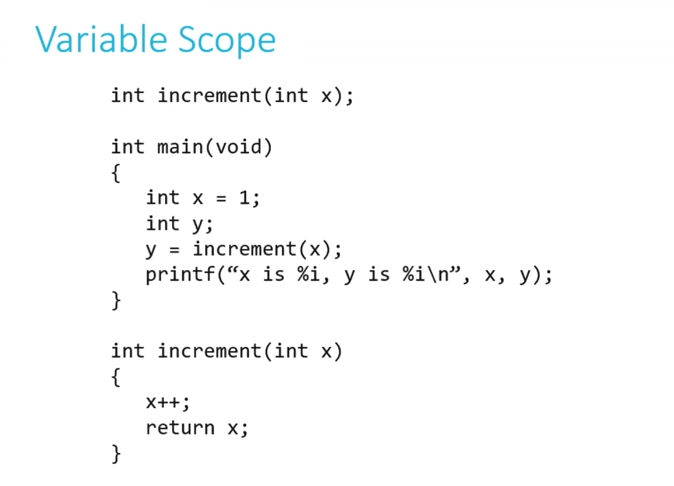 Variable Scope
int increment(int x);
int main(void)
{
int x = 1;
int y;
y = increment(x);
printf(“x is %i, y is %i\n”, x, y);
}
int increment(int x)
{
x++;
return x;
}